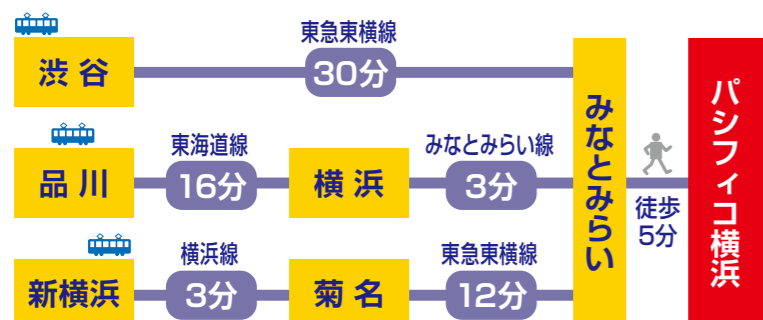 東急東横線
渋谷
30分
東海道線
みなとみらい線
品川
16分
横浜
3分
横浜線
東急東横線
新横浜
3分
菊名
12分
みなとみらい
徒歩
5分
パシフィコ横浜